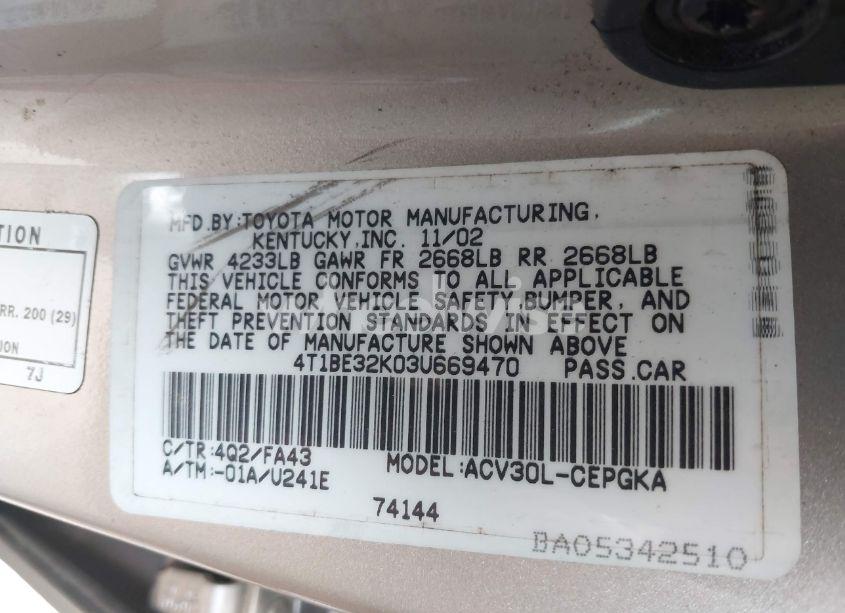 TION
RR. 200 (29)
ION
7J
MFD.BY:TOYOTA MOTOR MANUFACTURING,
KENTUCKY,INC. 11/02
GVWR 4233LB GAWR FR 2668LB RR 2668LB
THIS VEHICLE CONFORMS TO ALL APPLICABLE
FEDERAL MOTOR VEHICLE SAFETY,BUMPER, AND
THEFT PREVENTION STANDARDS IN EFFECT ON
THE DATE OF MANUFACTURE SHOWN ABOVE
4T1BE32K03U669470 PASS.CAR
C/TR:4Q2/FA43
A/TM:-01A/U241E
MODEL:ACV30L-CEPGKA
74144
BA05342510